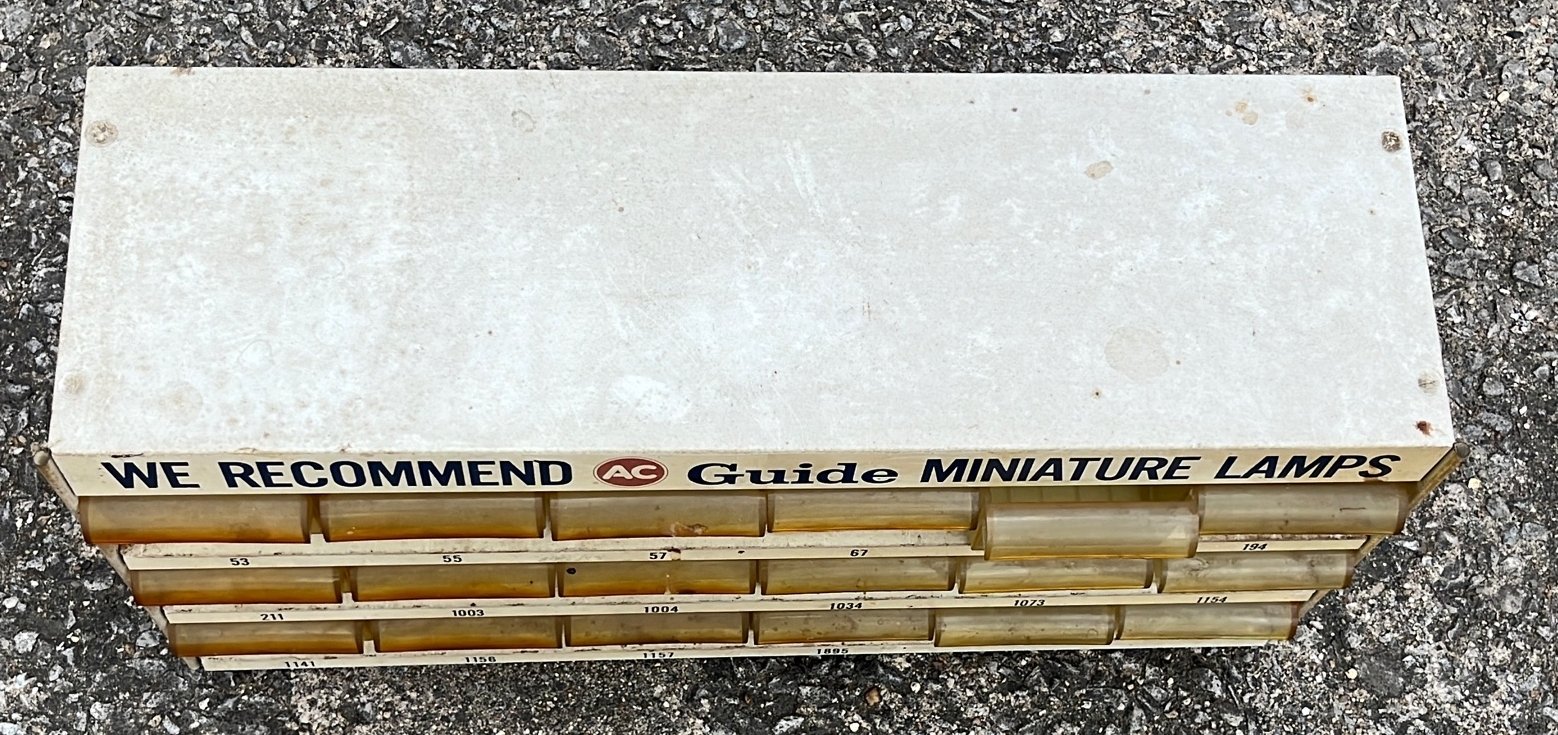 WE RECOMMEND AC Guide MINIATURE LAMPS
53 55 57 67 194
211 1003 1004 1034 1073 1154
1141 1156 1157 1895